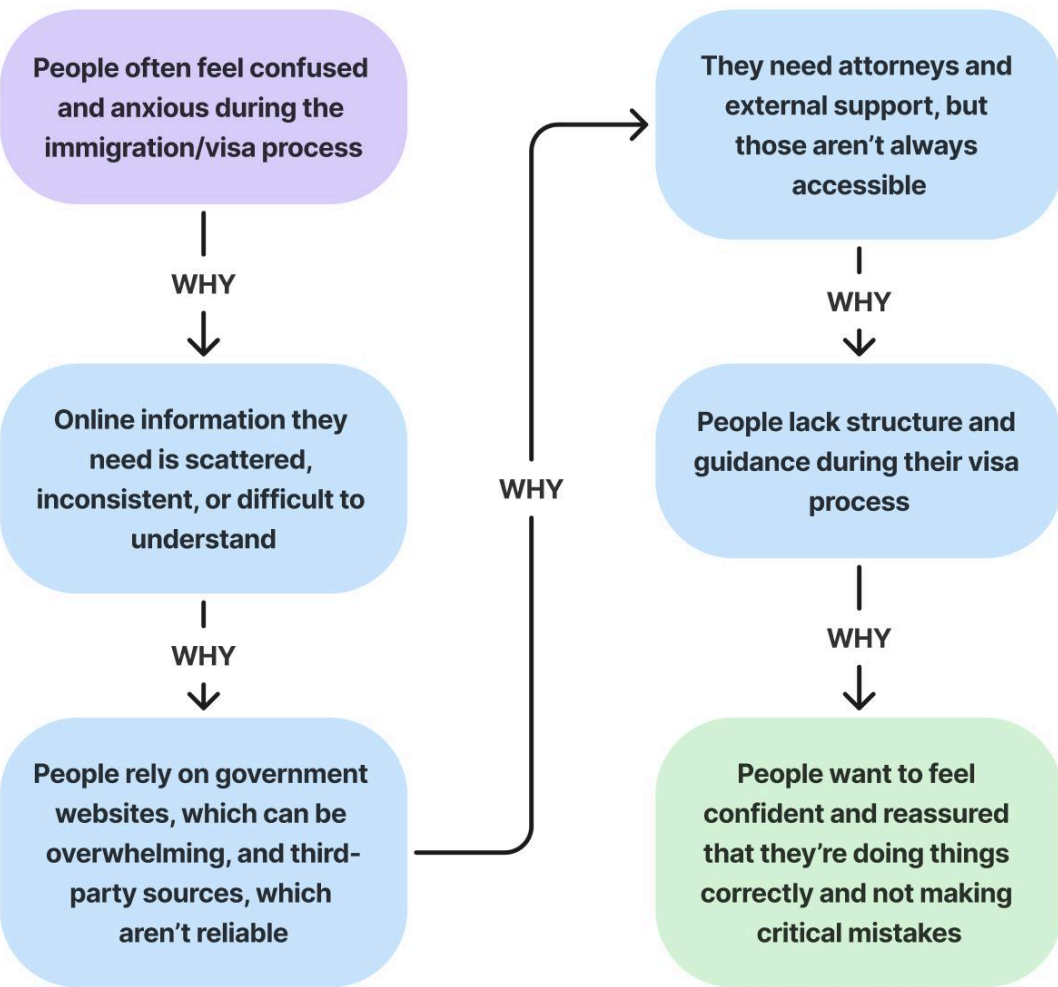 People often feel confused
and anxious during the
immigration/visa process
WHY
Online information they
need is scattered,
inconsistent, or difficult to
understand
WHY
People rely on government
websites, which can be
overwhelming, and third-
party sources, which
aren’t reliable
WHY
They need attorneys and
external support, but
those aren’t always
accessible
WHY
People lack structure and
guidance during their visa
process
WHY
People want to feel
confident and reassured
that they’re doing things
correctly and not making
critical mistakes